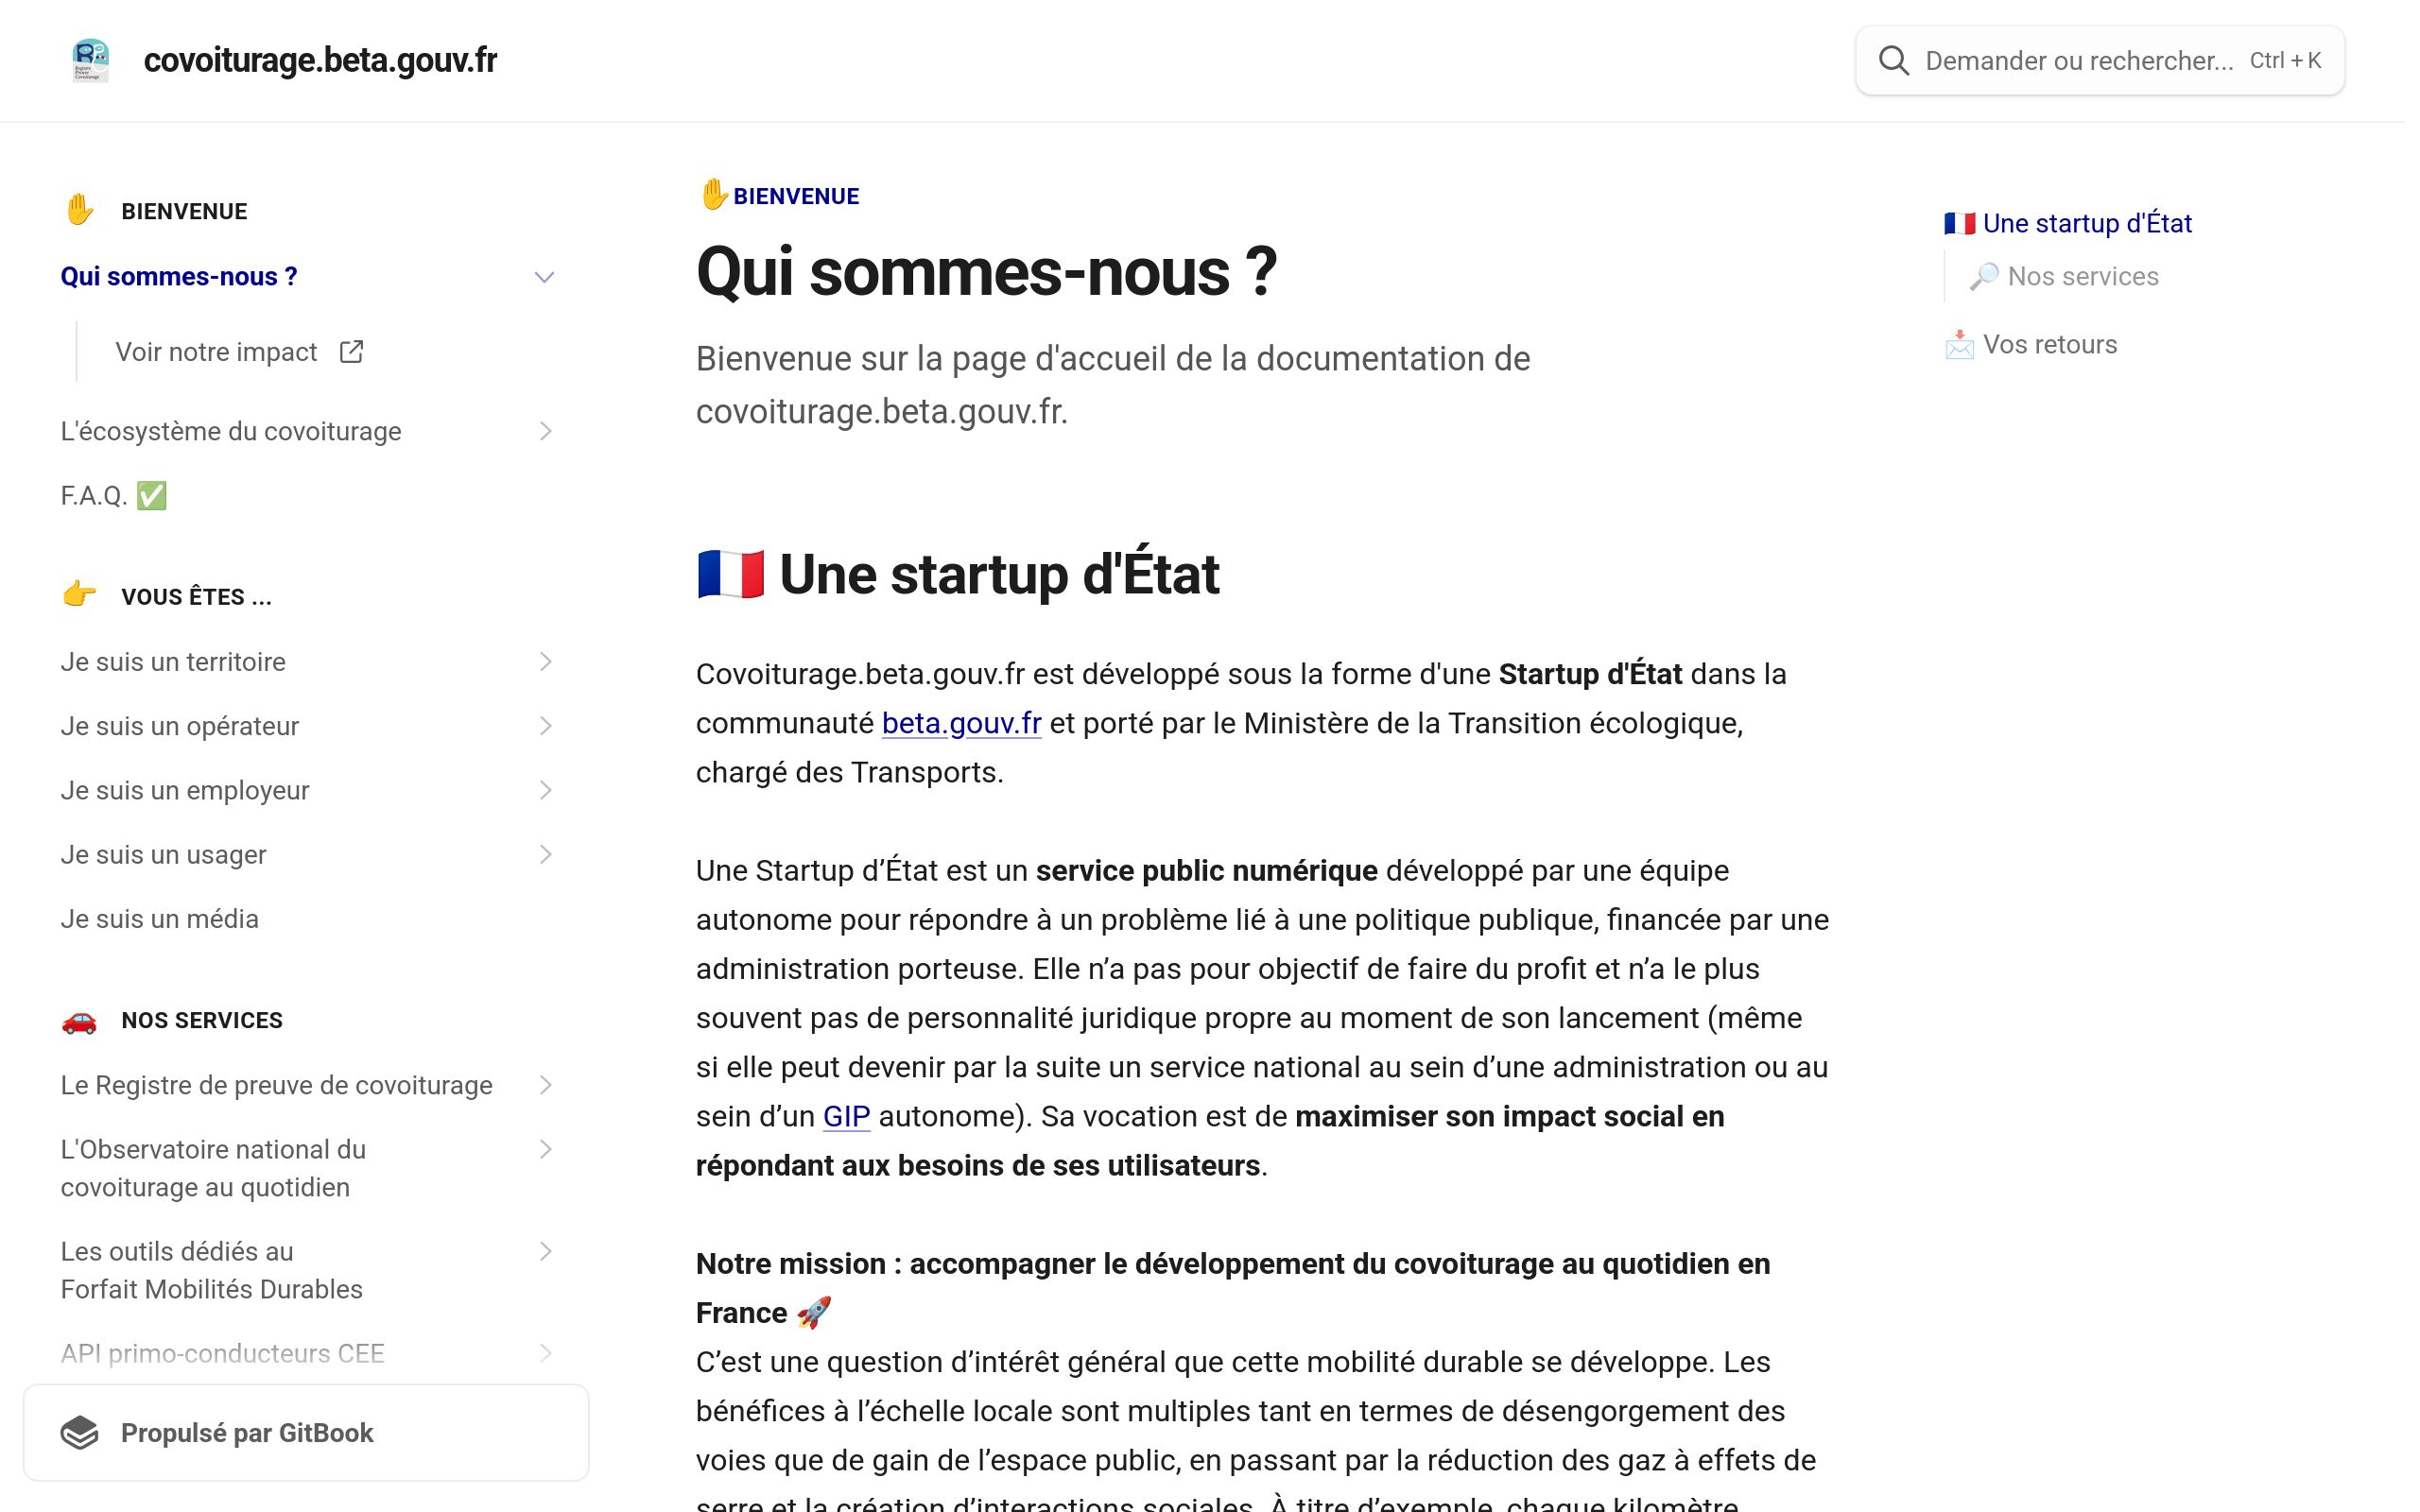 covoiturage.beta.gouv.fr
Demander ou rechercher... Ctrl + K
✋ BIENVENUE
Qui sommes-nous ?
Voir notre impact
L'écosystème du covoiturage
F.A.Q. ✅
👉 VOUS ÊTES ...
Je suis un territoire
Je suis un opérateur
Je suis un employeur
Je suis un usager
Je suis un média
🚗 NOS SERVICES
Le Registre de preuve de covoiturage
L'Observatoire national du
covoiturage au quotidien
Les outils dédiés au
Forfait Mobilités Durables
API primo-conducteurs CEE
Propulsé par GitBook
✋ BIENVENUE
Qui sommes-nous ?
Bienvenue sur la page d'accueil de la documentation de
covoiturage.beta.gouv.fr.
🇫🇷 Une startup d'État
Covoiturage.beta.gouv.fr est développé sous la forme d'une Startup d'État dans la
communauté beta.gouv.fr et porté par le Ministère de la Transition écologique,
chargé des Transports.
Une Startup d’État est un service public numérique développé par une équipe
autonome pour répondre à un problème lié à une politique publique, financée par une
administration porteuse. Elle n’a pas pour objectif de faire du profit et n’a le plus
souvent pas de personnalité juridique propre au moment de son lancement (même
si elle peut devenir par la suite un service national au sein d’une administration ou au
sein d’un GIP autonome). Sa vocation est de maximiser son impact social en
répondant aux besoins de ses utilisateurs.
Notre mission : accompagner le développement du covoiturage au quotidien en
France 🚀
C’est une question d’intérêt général que cette mobilité durable se développe. Les
bénéfices à l’échelle locale sont multiples tant en termes de désengorgement des
voies que de gain de l’espace public, en passant par la réduction des gaz à effets de
serre et la création d’interactions sociales. À titre d’exemple, chaque kilomètre
🇫🇷 Une startup d'État
🔎 Nos services
📩 Vos retours